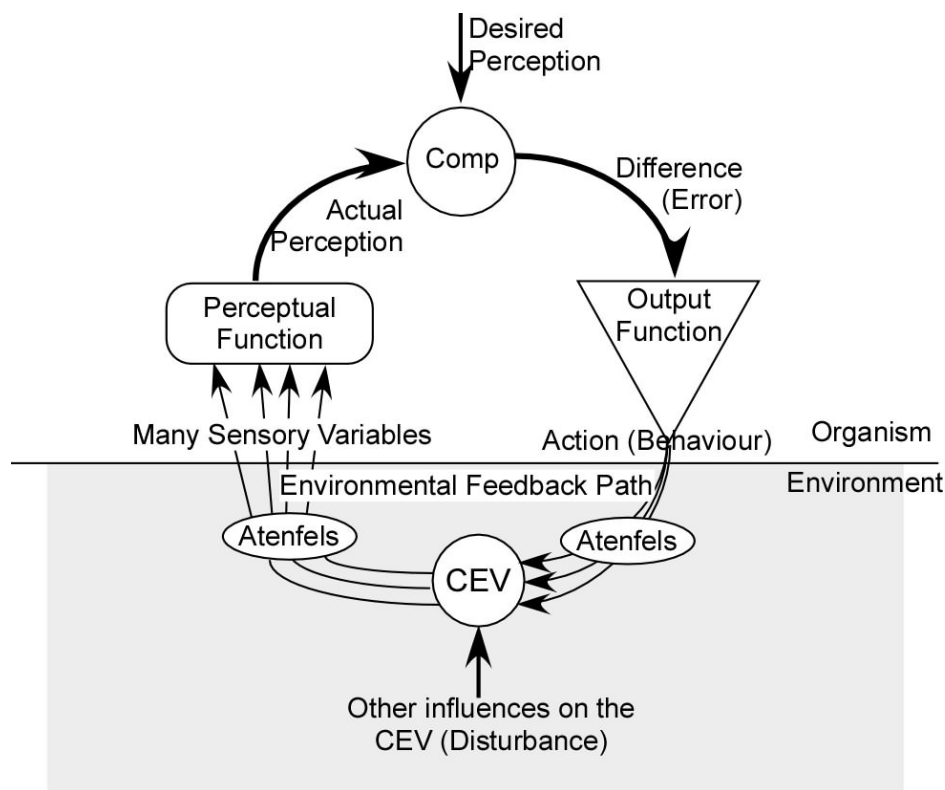 Desired
Perception
Comp
Difference
(Error)
Actual
Perception
Perceptual
Function
Output
Function
Many Sensory Variables
Action (Behaviour)
Organism
Environmental Feedback Path
Environment
Atenfels
Atenfels
CEV
Other influences on the
CEV (Disturbance)